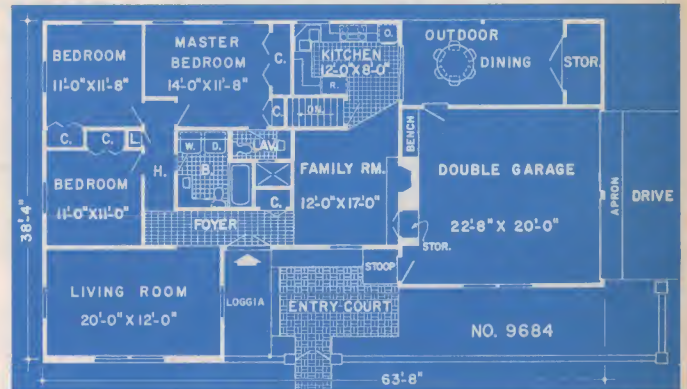 BEDROOM
11'-0"X11'-8"
MASTER
BEDROOM
14'-0"X11'-8"
C.
C.
KITCHEN
12'-0"X8'-0"
O.
R.
DN.
OUTDOOR
DINING
STOR.
C.
C.
L.
H.
W.
D.
B.
LAV.
C.
BEDROOM
11'-0"X11'-0"
FAMILY RM.
12'-0"X17'-0"
BENCH
DOUBLE GARAGE
22'-8" X 20'-0"
APRON
DRIVE
38'-4"
FOYER
STOR.
STOOP
LIVING ROOM
20'-0"X12'-0"
LOGGIA
ENTRY COURT
NO. 9684
63'-8"